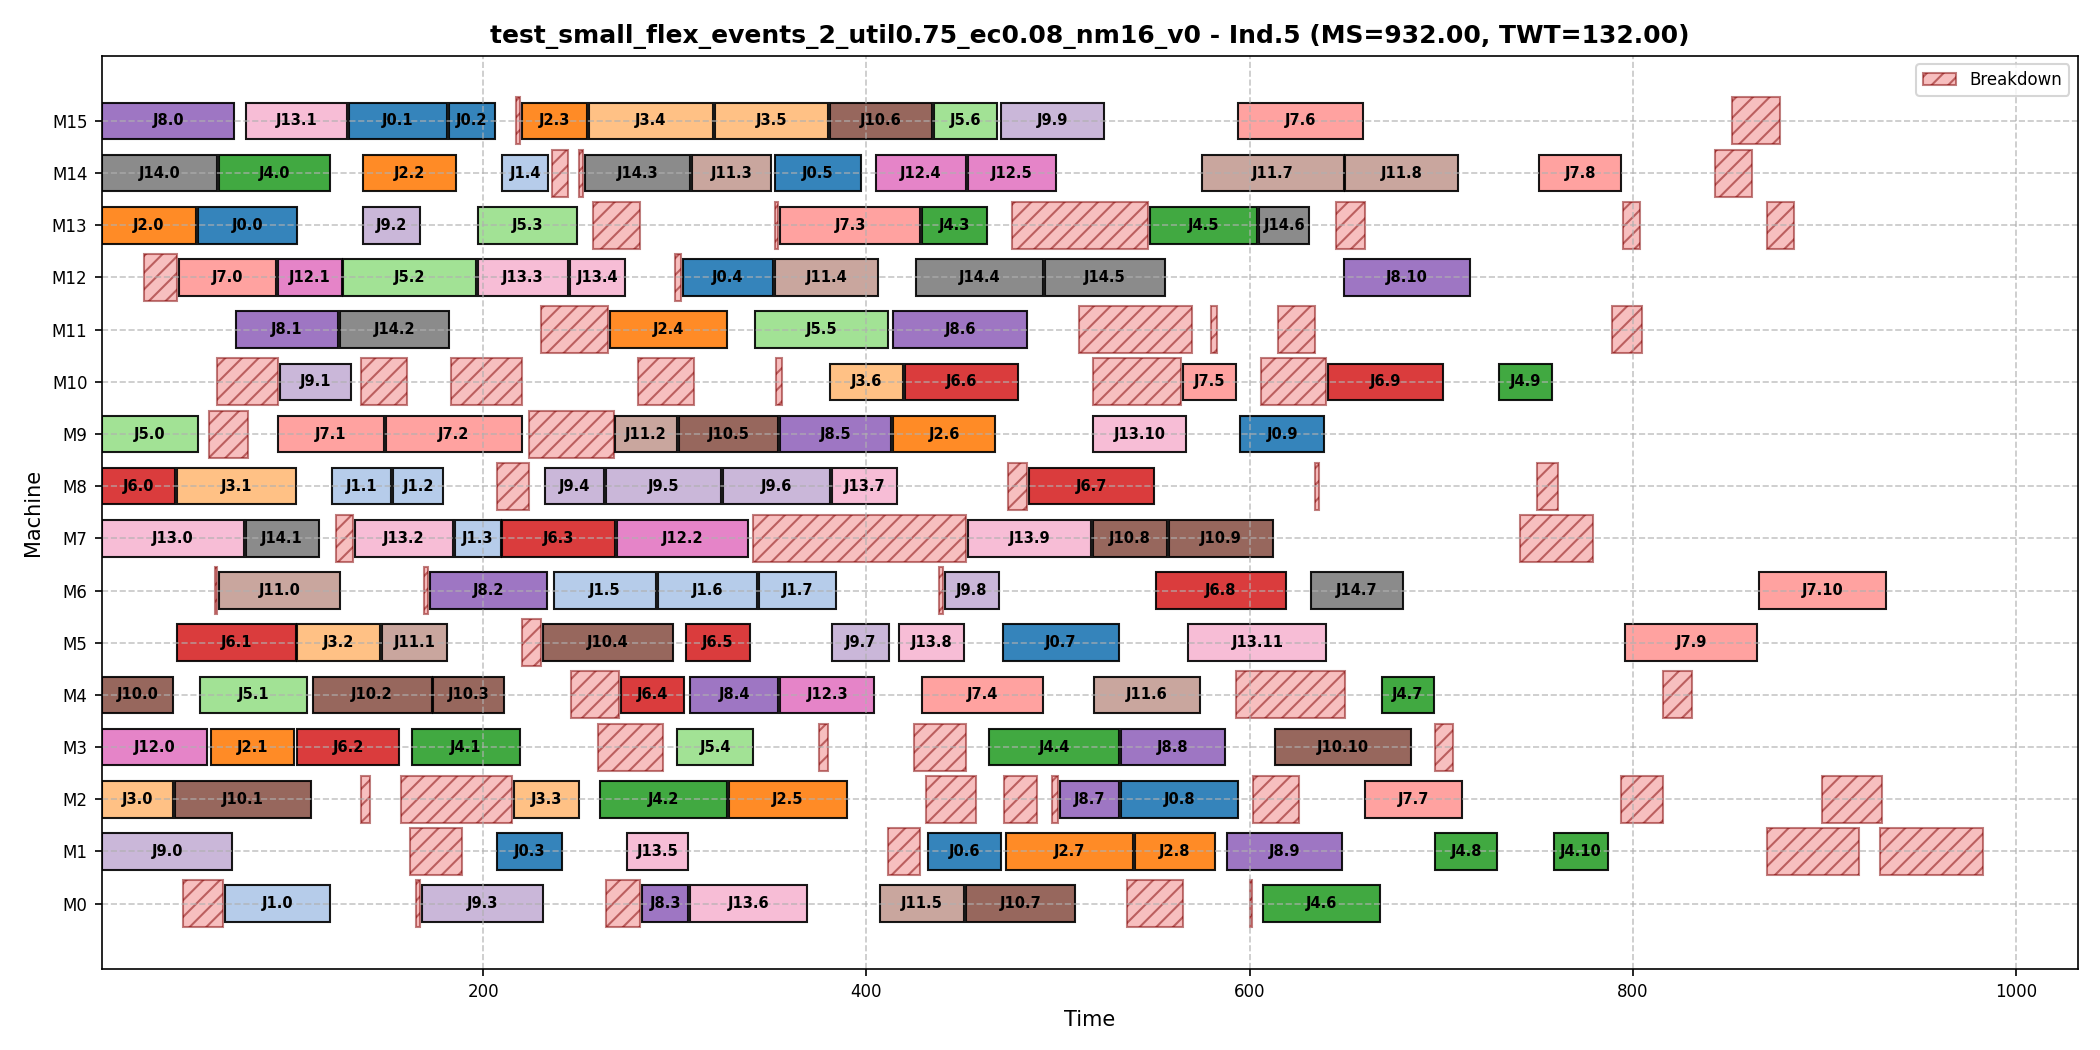 test_small_flex_events_2_util0.75_ec0.08_nm16_v0 - Ind.5 (MS=932.00, TWT=132.00)
Breakdown
M15 J8.0 J13.1 J0.1 J0.2 J2.3 J3.4 J3.5 J10.6 J5.6 J9.9 J7.6
M14 J14.0 J4.0 J2.2 J1.4 J14.3 J11.3 J0.5 J12.4 J12.5 J11.7 J11.8 J7.8
M13 J2.0 J0.0 J9.2 J5.3 J7.3 J4.3 J4.5 J14.6
M12 J7.0 J12.1 J5.2 J13.3 J13.4 J0.4 J11.4 J14.4 J14.5 J8.10
M11 J8.1 J14.2 J2.4 J5.5 J8.6
M10 J9.1 J3.6 J6.6 J7.5 J6.9 J4.9
M9 J5.0 J7.1 J7.2 J11.2 J10.5 J8.5 J2.6 J13.10 J0.9
M8 J6.0 J3.1 J1.1 J1.2 J9.4 J9.5 J9.6 J13.7 J6.7
M7 J13.0 J14.1 J13.2 J1.3 J6.3 J12.2 J13.9 J10.8 J10.9
M6 J11.0 J8.2 J1.5 J1.6 J1.7 J9.8 J6.8 J14.7 J7.10
M5 J6.1 J3.2 J11.1 J10.4 J6.5 J9.7 J13.8 J0.7 J13.11 J7.9
M4 J10.0 J5.1 J10.2 J10.3 J6.4 J8.4 J12.3 J7.4 J11.6 J4.7
M3 J12.0 J2.1 J6.2 J4.1 J5.4 J4.4 J8.8 J10.10
M2 J3.0 J10.1 J3.3 J4.2 J2.5 J8.7 J0.8 J7.7
M1 J9.0 J0.3 J13.5 J0.6 J2.7 J2.8 J8.9 J4.8 J4.10
M0 J1.0 J9.3 J8.3 J13.6 J11.5 J10.7 J4.6
Machine
200 400 600 800 1000
Time